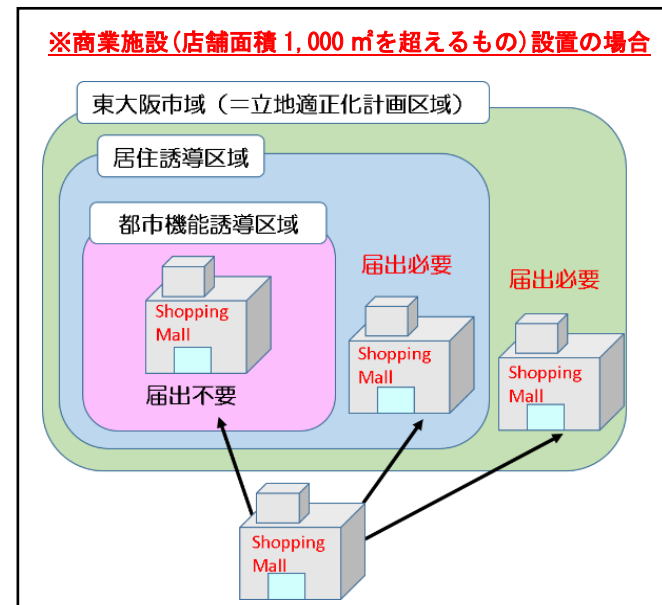 ※商業施設(店舗面積 1,000 ㎡を超えるもの)設置の場合
東大阪市域（＝立地適正化計画区域）
居住誘導区域
都市機能誘導区域
届出必要
届出必要
Shopping
Mall
Shopping
Mall
Shopping
Mall
届出不要
Shopping
Mall